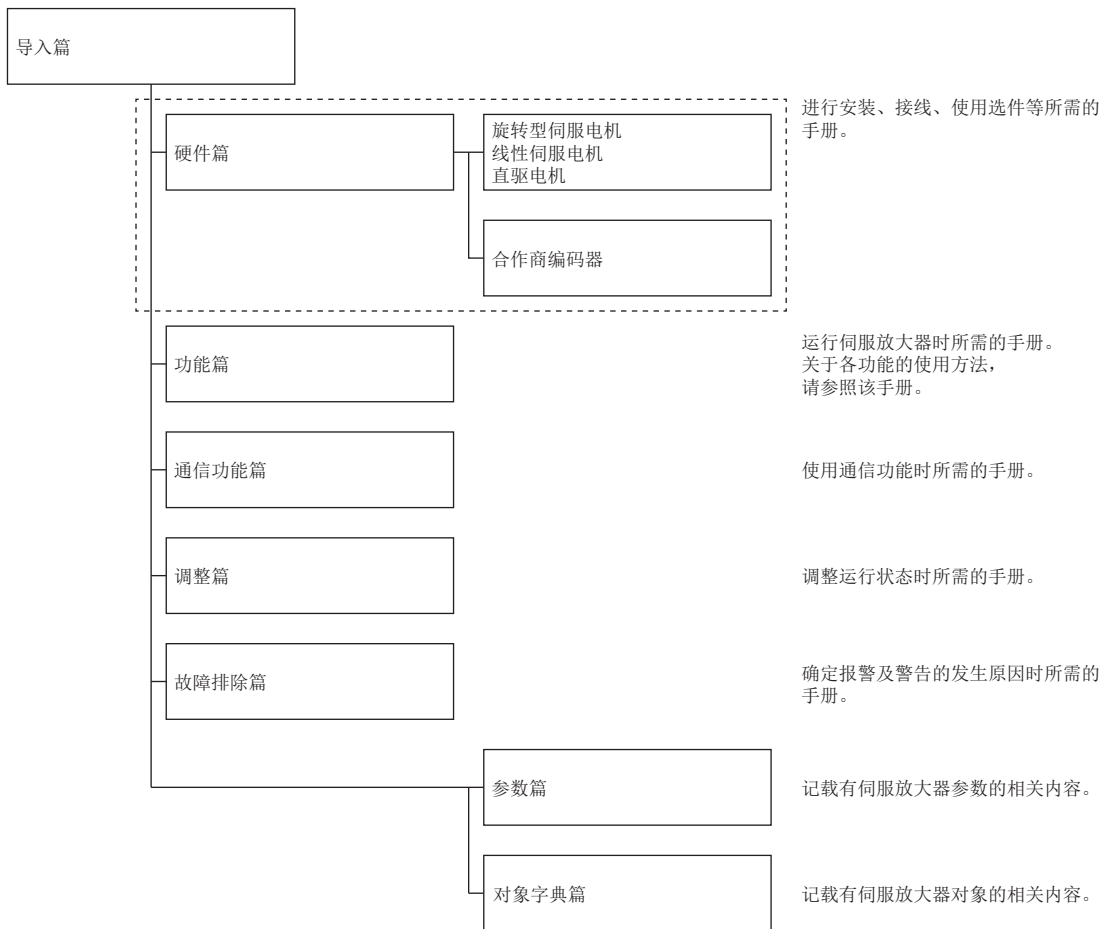 导入篇
进行安装、接线、使用选件等所需的
手册。
硬件篇
旋转型伺服电机
线性伺服电机
直驱电机
合作商编码器
功能篇
运行伺服放大器时所需的手册。
关于各功能的使用方法，
请参照该手册。
通信功能篇
使用通信功能时所需的手册。
调整篇
调整运行状态时所需的手册。
故障排除篇
确定报警及警告的发生原因时所需的
手册。
参数篇
记载有伺服放大器参数的相关内容。
对象字典篇
记载有伺服放大器对象的相关内容。